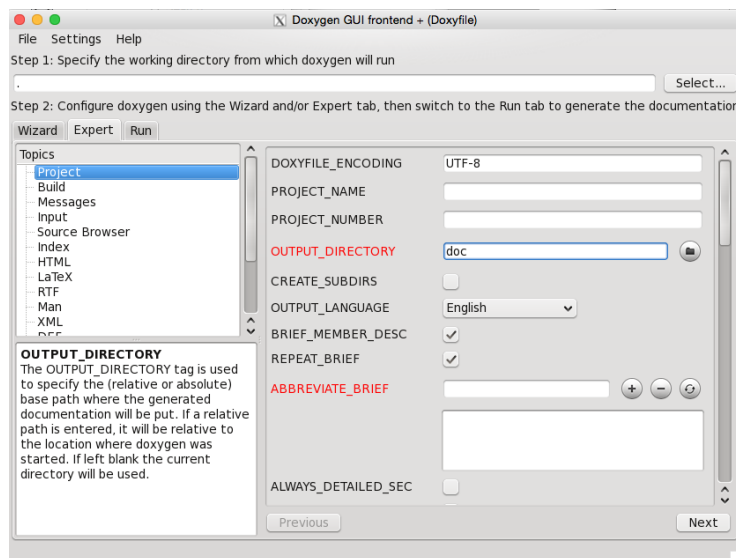 Doxygen GUI frontend + (Doxyfile)
File Settings Help
Step 1: Specify the working directory from which doxygen will run
.
Select...
Step 2: Configure doxygen using the Wizard and/or Expert tab, then switch to the Run tab to generate the documentation
Wizard Expert Run
Topics
Project
Build
Messages
Input
Source Browser
Index
HTML
LaTeX
RTF
Man
XML
OUTPUT_DIRECTORY
The OUTPUT_DIRECTORY tag is used
to specify the (relative or absolute)
base path where the generated
documentation will be put. If a relative
path is entered, it will be relative to
the location where doxygen was
started. If left blank the current
directory will be used.
DOXYFILE_ENCODING UTF-8
PROJECT_NAME
PROJECT_NUMBER
OUTPUT_DIRECTORY doc
CREATE_SUBDIRS
OUTPUT_LANGUAGE English
BRIEF_MEMBER_DESC
REPEAT_BRIEF
ABBREVIATE_BRIEF
ALWAYS_DETAILED_SEC
Previous Next